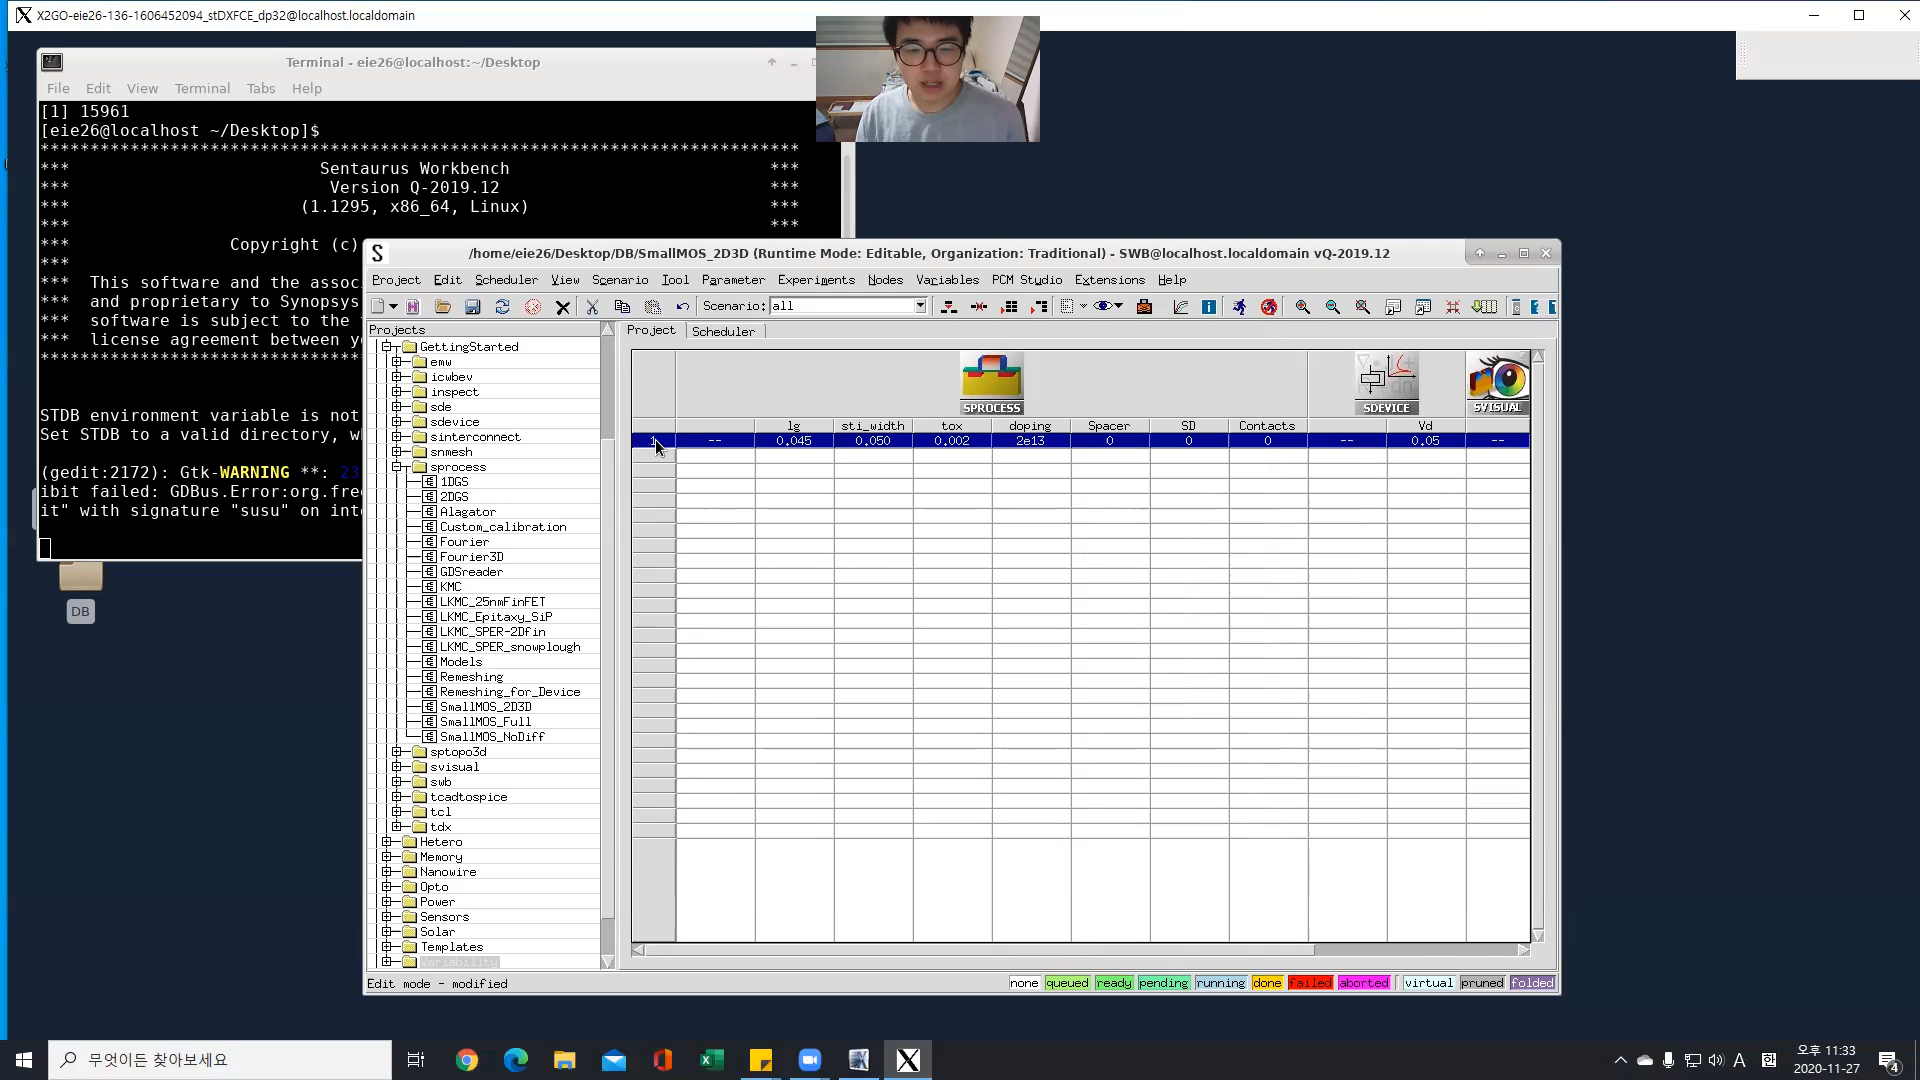 X2GO-eie26-136-1606452094_stDXFCE_dp32@localhost.localdomain
Terminal - eie26@localhost:~/Desktop
File Edit View Terminal Tabs Help
[1] 15961
[eie26@localhost ~/Desktop]$
****************************************************************************
*** Sentaurus Workbench ***
*** Version Q-2019.12 ***
*** (1.1295, x86_64, Linux) ***
*** ***
*** Copyright (c)
***
*** This software and the assoc
*** and proprietary to Synopsys
*** software is subject to the
*** license agreement between y
STDB environment variable is not
Set STDB to a valid directory, w
(gedit:2172): Gtk-WARNING **: 23
ibit failed: GDBus.Error:org.free
it" with signature "susu" on inte
DB
S /home/eie26/Desktop/DB/SmallMOS_2D3D (Runtime Mode: Editable, Organization: Traditional) - SWB@localhost.localdomain vQ-2019.12
Project Edit Scheduler View Scenario Tool Parameter Experiments Nodes Variables PCM Studio Extensions Help
Scenario: all
Projects
GettingStarted
emw
icwbev
inspect
sde
sdevice
sinterconnect
snmesh
sprocess
1DGS
2DGS
Alagator
Custom_calibration
Fourier
Fourier3D
GDSreader
KMC
LKMC_25nmFinFET
LKMC_Epitaxy_SiP
LKMC_SPER-2Dfin
LKMC_SPER_snowplough
Models
Remeshing
Remeshing_for_Device
SmallMOS_2D3D
SmallMOS_Full
SmallMOS_NoDiff
sptopo3d
svisual
swb
tcadtospice
tcl
tdx
Hetero
Memory
Nanowire
Opto
Power
Sensors
Solar
Templates
Variability
Project Scheduler
SPROCESS SDEVICE SVISUAL
lg sti_width tox doping Spacer SD Contacts Vd
1 -- 0.045 0.050 0.002 2e13 0 0 0 -- 0.05 --
Edit mode - modified
none queued ready pending running done failed aborted virtual pruned folded
무엇이든 찾아보세요
A 오후 11:33
2020-11-27
4